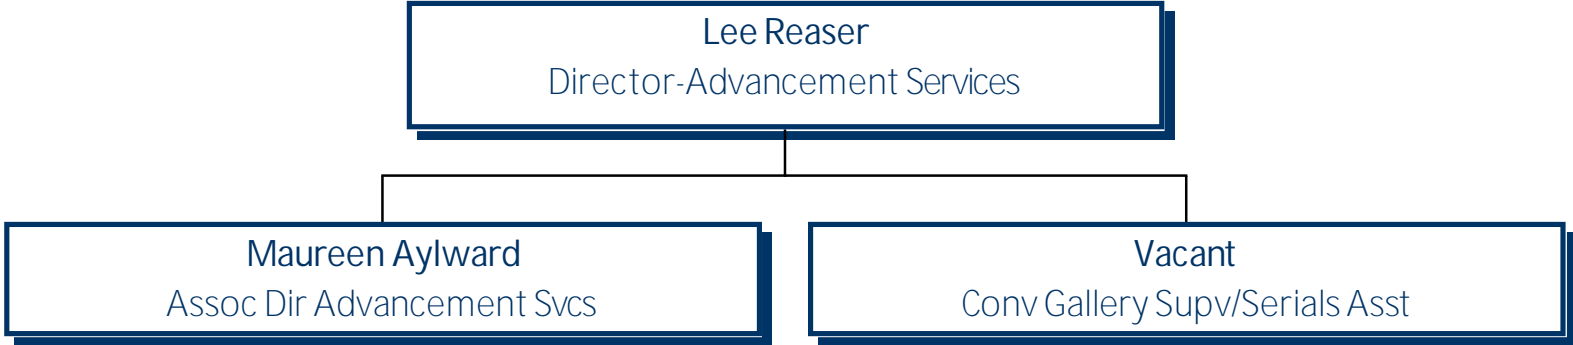 Lee Reaser
Director-Advancement Services
Maureen Aylward
Assoc Dir Advancement Svcs
Vacant
Conv Gallery Supv/Serials Asst